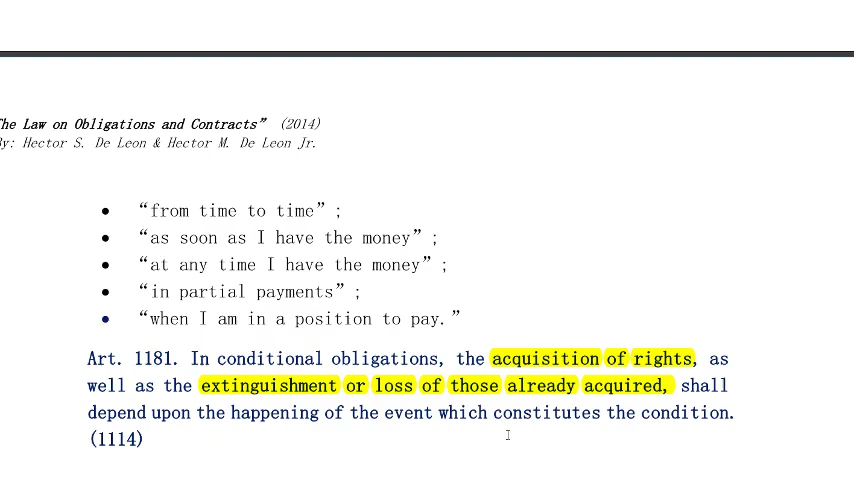 The Law on Obligations and Contracts” (2014)
By: Hector S. De Leon & Hector M. De Leon Jr.
• “from time to time”;
• “as soon as I have the money”;
• “at any time I have the money”;
• “in partial payments”;
• “when I am in a position to pay.”
Art. 1181. In conditional obligations, the acquisition of rights, as
well as the extinguishment or loss of those already acquired, shall
depend upon the happening of the event which constitutes the condition.
(1114)